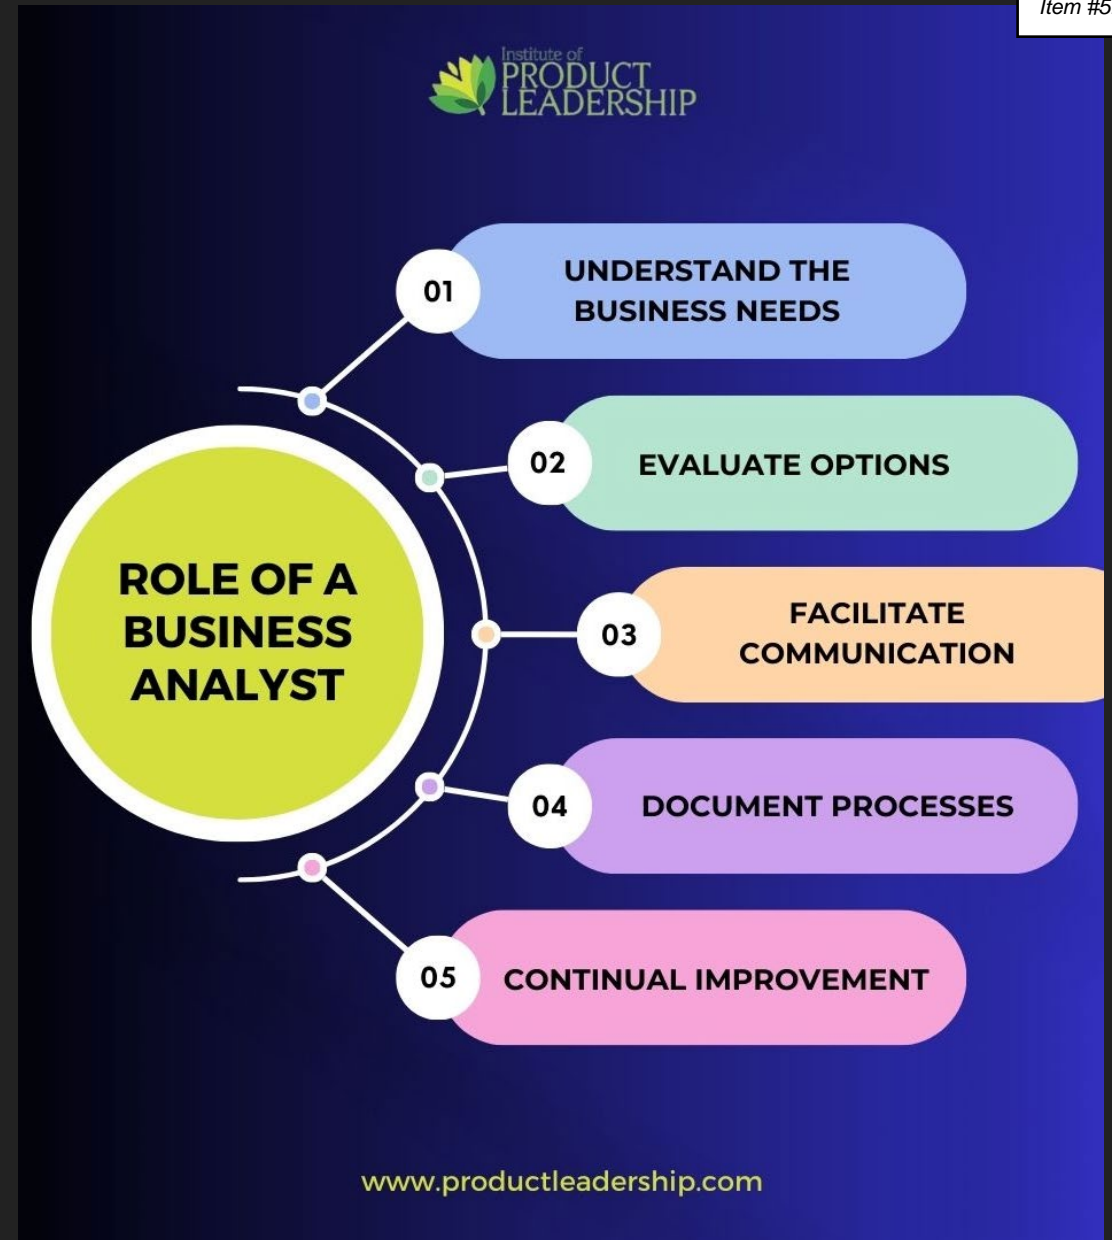 Item #5
Institute of
PRODUCT
LEADERSHIP
01
UNDERSTAND THE
BUSINESS NEEDS
02
EVALUATE OPTIONS
ROLE OF A
BUSINESS
ANALYST
03
FACILITATE
COMMUNICATION
04
DOCUMENT PROCESSES
05
CONTINUAL IMPROVEMENT
www.productleadership.com